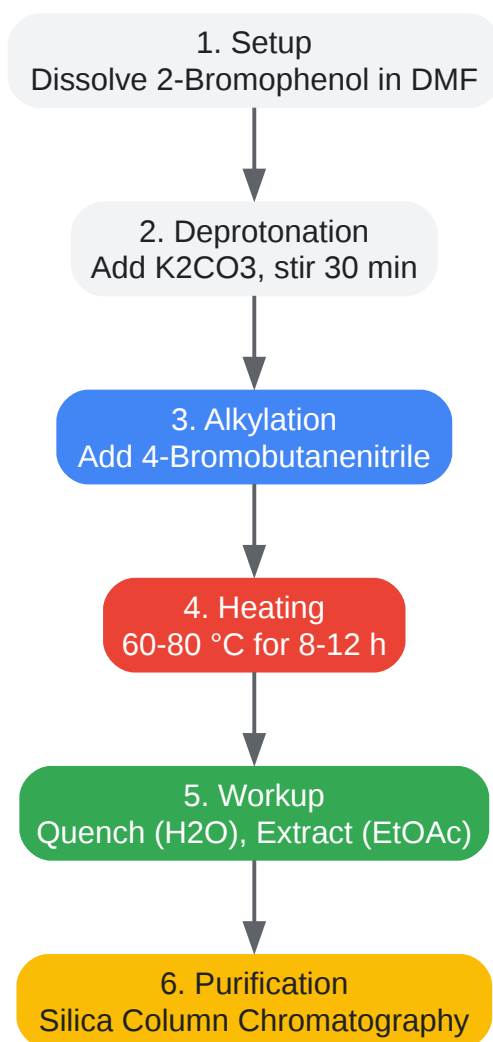 1. Setup
Dissolve 2-Bromophenol in DMF
2. Deprotonation
Add K2CO3, stir 30 min
3. Alkylation
Add 4-Bromobutanenitrile
4. Heating
60-80 °C for 8-12 h
5. Workup
Quench (H2O), Extract (EtOAc)
6. Purification
Silica Column Chromatography